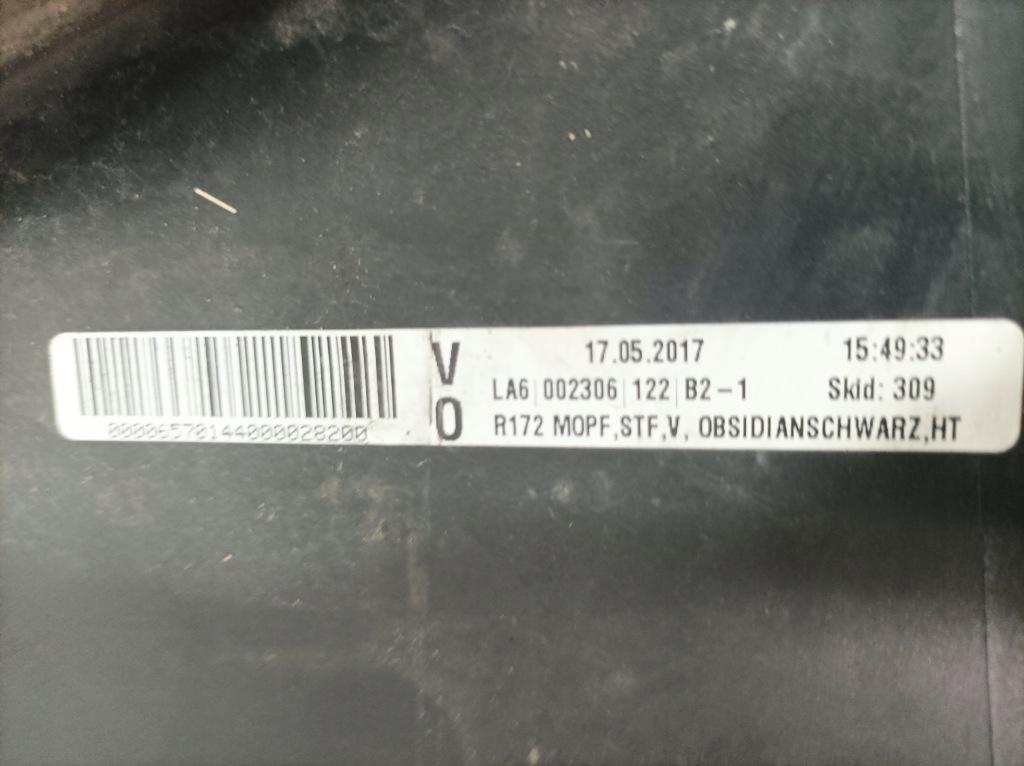 V
O
17.05.2017 15:49:33
LA6 | 002306 | 122 | B2-1 Skid: 309
R172 MOPF,STF,V, OBSIDIANSCHWARZ,HT
00006570144000028200